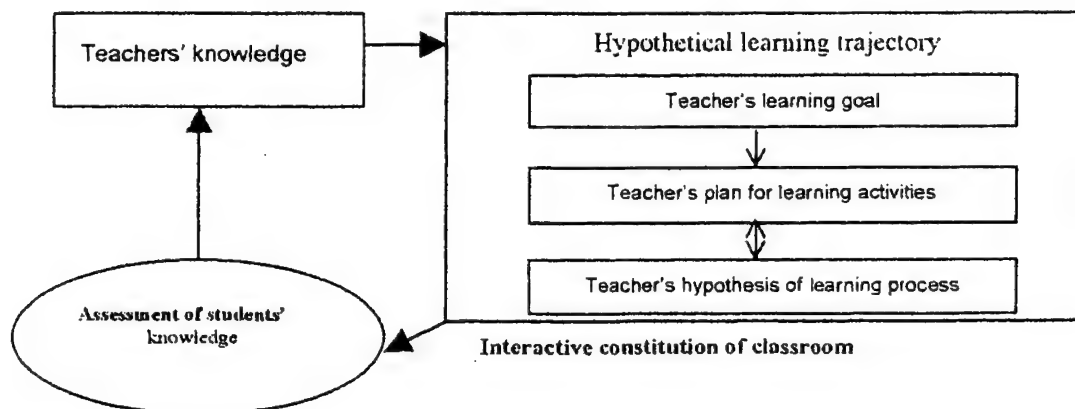 Teachers' knowledge
Hypothetical learning trajectory
Teacher's learning goal
Teacher's plan for learning activities
Teacher's hypothesis of learning process
Assessment of students'
knowledge
Interactive constitution of classroom